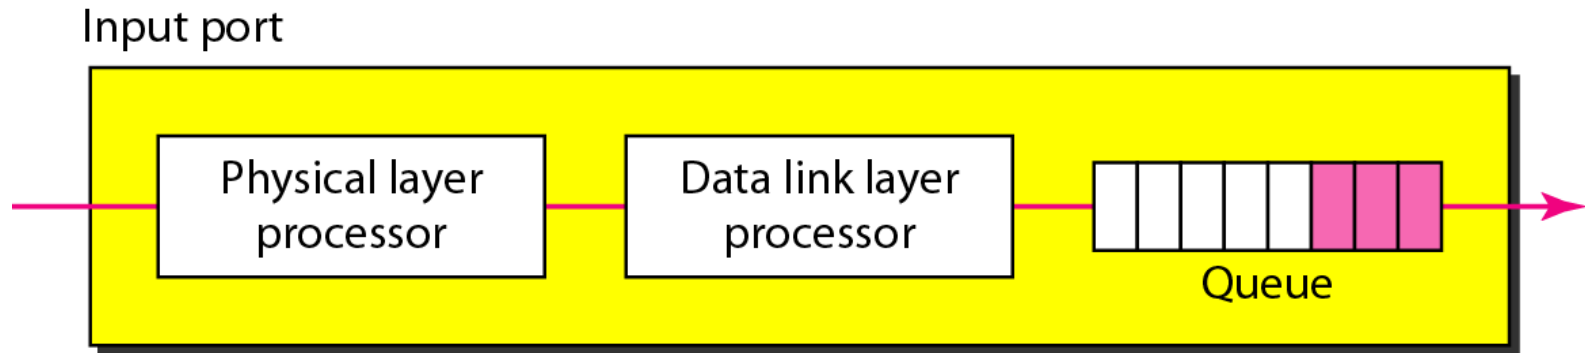 Input port
Physical layer
processor
Data link layer
processor
Queue